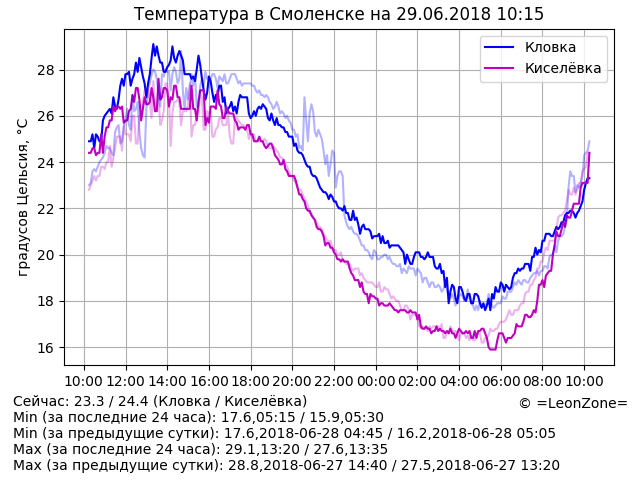 Температура в Смоленске на 29.06.2018 10:15
Кловка
Киселёвка
градусов Цельсия, °C
28
26
24
22
20
18
16
10:00 12:00 14:00 16:00 18:00 20:00 22:00 00:00 02:00 04:00 06:00 08:00 10:00
Сейчас: 23.3 / 24.4 (Кловка / Киселёвка)
© =LeonZone=
Min (за последние 24 часа): 17.6,05:15 / 15.9,05:30
Min (за предыдущие сутки): 17.6,2018-06-28 04:45 / 16.2,2018-06-28 05:05
Max (за последние 24 часа): 29.1,13:20 / 27.6,13:35
Max (за предыдущие сутки): 28.8,2018-06-27 14:40 / 27.5,2018-06-27 13:20